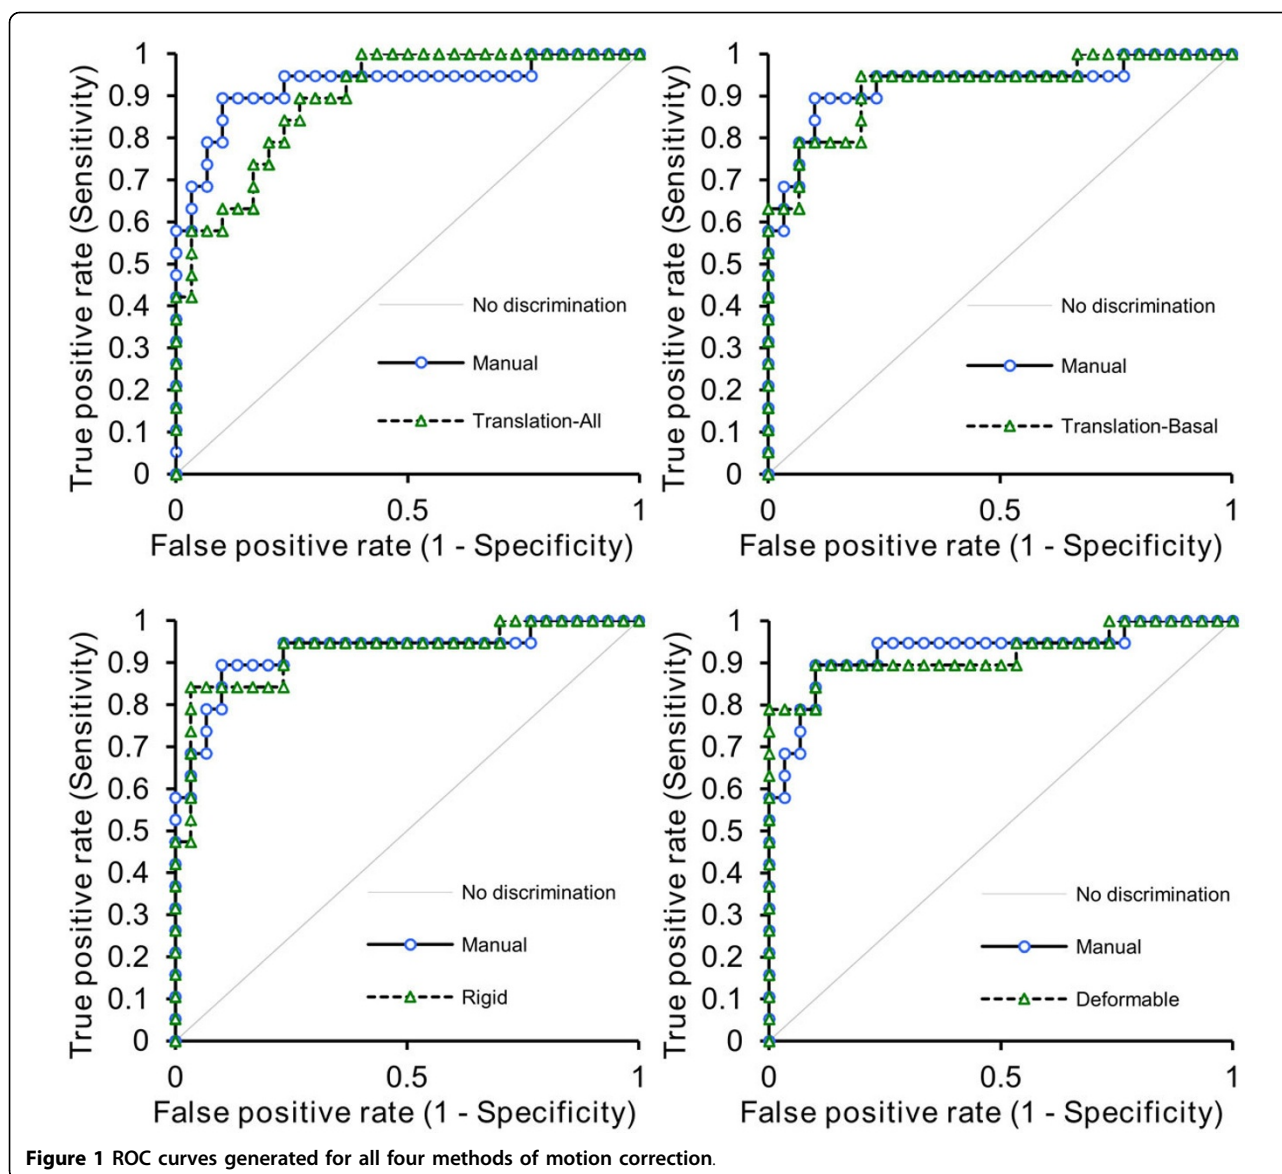 True positive rate (Sensitivity)
1
0.9
0.8
0.7
0.6
0.5
0.4
0.3
0.2
0.1
0
0 0.5 1
False positive rate (1 - Specificity)
No discrimination
Manual
Translation-All
True positive rate (Sensitivity)
1
0.9
0.8
0.7
0.6
0.5
0.4
0.3
0.2
0.1
0
0 0.5 1
False positive rate (1 - Specificity)
No discrimination
Manual
Translation-Basal
True positive rate (Sensitivity)
1
0.9
0.8
0.7
0.6
0.5
0.4
0.3
0.2
0.1
0
0 0.5 1
False positive rate (1 - Specificity)
No discrimination
Manual
Rigid
True positive rate (Sensitivity)
1
0.9
0.8
0.7
0.6
0.5
0.4
0.3
0.2
0.1
0
0 0.5 1
False positive rate (1 - Specificity)
No discrimination
Manual
Deformable
Figure 1 ROC curves generated for all four methods of motion correction.